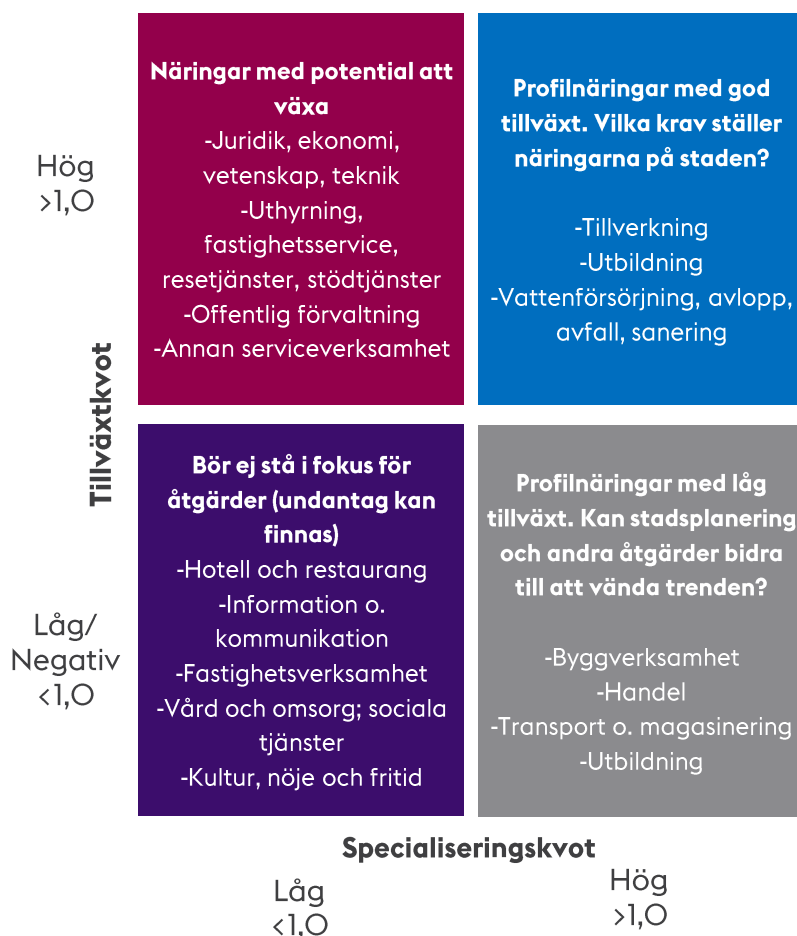 Näringar med potential att
växa
-Juridik, ekonomi,
vetenskap, teknik
-Uthyrning,
fastighetsservice,
resetjänster, stödtjänster
-Offentlig förvaltning
-Annan serviceverksamhet
Profilnäringar med god
tillväxt. Vilka krav ställer
näringarna på staden?
-Tillverkning
-Utbildning
-Vattenförsörjning, avlopp,
avfall, sanering
Hög
>1,0
Tillväxtkvot
Bör ej stå i fokus för
åtgärder (undantag kan
finnas)
-Hotell och restaurang
-Information o.
kommunikation
-Fastighetsverksamhet
-Vård och omsorg; sociala
tjänster
-Kultur, nöje och fritid
Profilnäringar med låg
tillväxt. Kan stadsplanering
och andra åtgärder bidra
till att vända trenden?
-Byggverksamhet
-Handel
-Transport o. magasinering
-Utbildning
Låg/
Negativ
<1,0
Specialiseringskvot
Låg
<1,0
Hög
>1,0